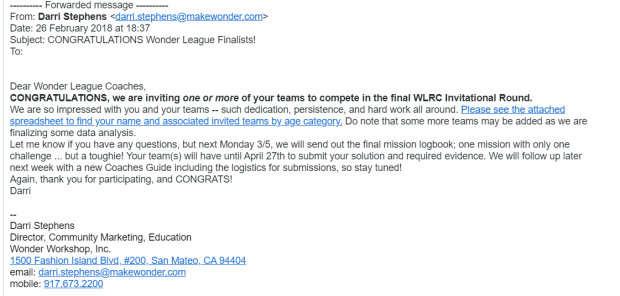 ---------- Forwarded message ----------
From: Darri Stephens <darri.stephens@makewonder.com>
Date: 26 February 2018 at 18:37
Subject: CONGRATULATIONS Wonder League Finalists!
To:
Dear Wonder League Coaches,
CONGRATULATIONS, we are inviting one or more of your teams to compete in the final WLRC Invitational Round.
We are so impressed with you and your teams -- such dedication, persistence, and hard work all around. Please see the attached
spreadsheet to find your name and associated invited teams by age category. Do note that some more teams may be added as we are
finalizing some data analysis.
Let me know if you have any questions, but next Monday 3/5, we will send out the final mission logbook; one mission with only one
challenge ... but a toughie! Your team(s) will have until April 27th to submit your solution and required evidence. We will follow up later
next week with a new Coaches Guide including the logistics for submissions, so stay tuned!
Again, thank you for participating, and CONGRATS!
Darri
--
Darri Stephens
Director, Community Marketing, Education
Wonder Workshop, Inc.
1500 Fashion Island Blvd, #200, San Mateo, CA 94404
email: darri.stephens@makewonder.com
mobile: 917.673.2200